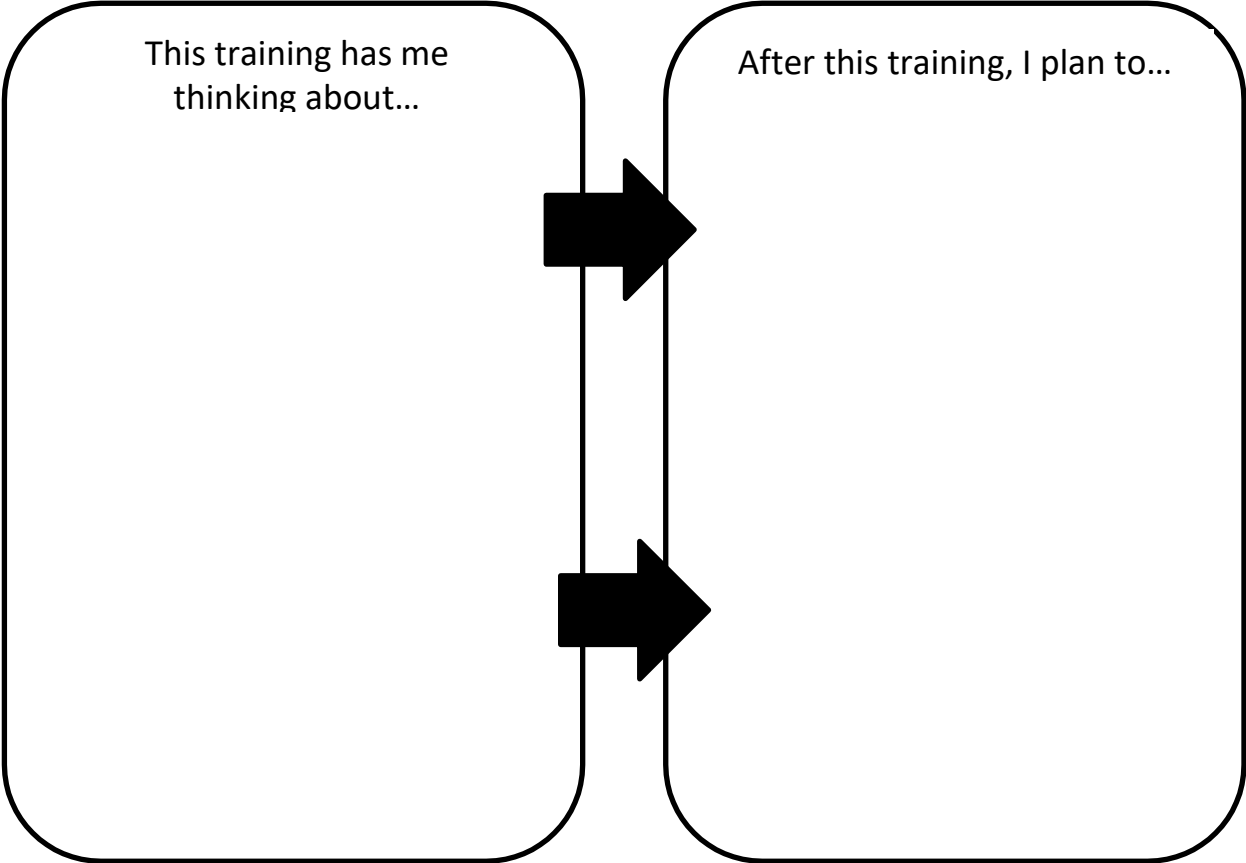 This training has me
thinking about…
After this training, I plan to…